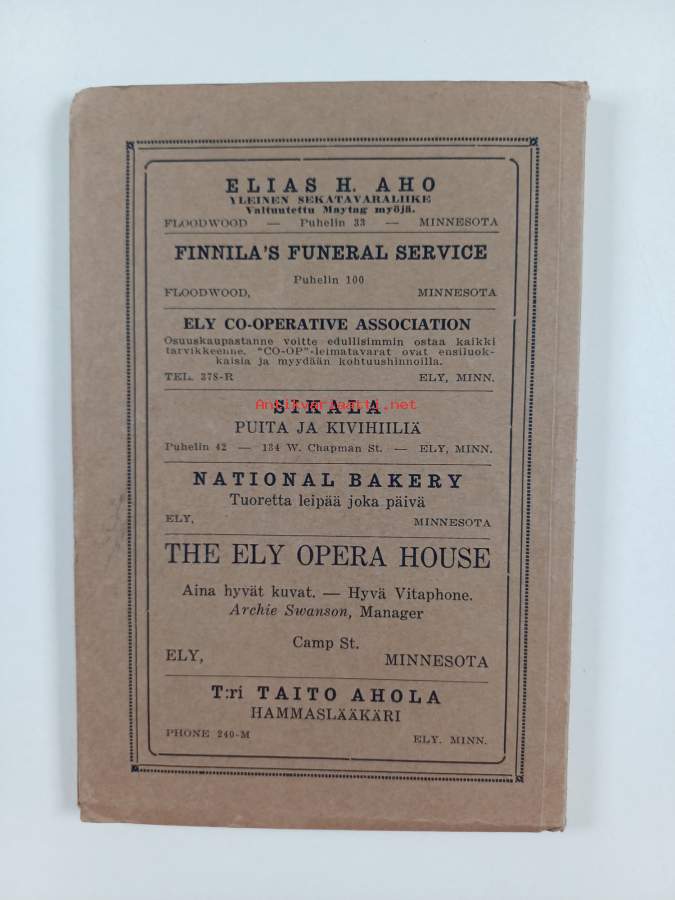 ELIAS H. AHO
YLEINEN SEKATAVARALIIKE
Valtuutettu Maytag myöjä.
FLOODWOOD — Puhelin 33 — MINNESOTA
FINNILA'S FUNERAL SERVICE
Puhelin 100
FLOODWOOD, MINNESOTA
ELY CO-OPERATIVE ASSOCIATION
Osuuskaupastanne voitte edullisimmin ostaa kaikki
tarvikkeenne. "CO-OP"-leimatavarat ovat ensiluok-
kaisia ja myydään kohtuushinnoilla.
TEL. 378-R ELY, MINN.
SIKALA
Antikvariaatti.net
PUITA JA KIVIHIILIÄ
Puhelin 42 — 134 W. Chapman St. — ELY, MINN.
NATIONAL BAKERY
Tuoretta leipää joka päivä
ELY, MINNESOTA
THE ELY OPERA HOUSE
Aina hyvät kuvat. — Hyvä Vitaphone.
Archie Swanson, Manager
Camp St.
ELY, MINNESOTA
T:ri TAITO AHOLA
HAMMASLÄÄKÄRI
PHONE 240-M ELY. MINN.